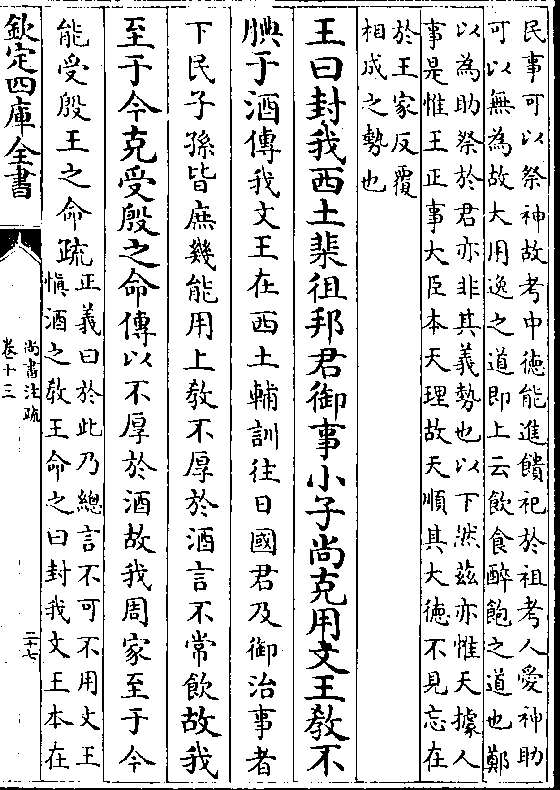 民事可以祭神故考中徳能進饋祀於祖考人愛神助
可以無為故大用逸之道即上云飲食醉飽之道也鄭
以為助祭於君亦非其義勢也以下然茲亦惟天據人
事是惟王正事大臣本天理故天順其大徳不見忘在
於王家反覆
相成之勢也
王曰封我西土棐徂邦君御事小子尚克用文王教不
腆于酒傳我文王在西土輔訓往日國君及御治事者
下民子孫皆庶幾能用上教不厚於酒言不常飲故我
至于今克受殷之命傳以不厚於酒故我周家至于今
能受殷王之命疏
正義曰於此乃總言不可不用文王
慎酒之教王命之曰封我文王本在
欽定四庫全書
尚書注疏
卷十三
二十七